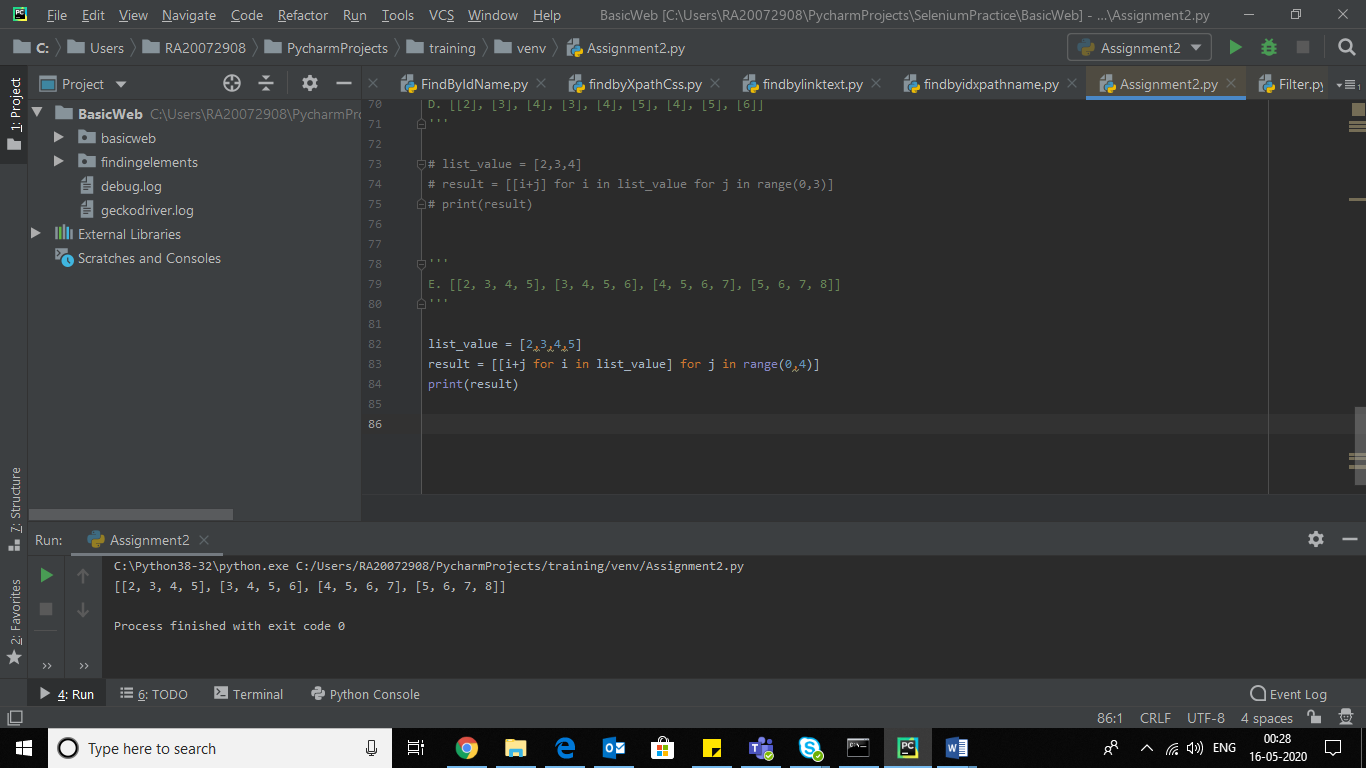 File Edit View Navigate Code Refactor Run Tools VCS Window Help BasicWeb [C:\Users\RA20072908\PycharmProjects\SeleniumPractice\BasicWeb] - ...\Assignment2.py
C: Users RA20072908 PycharmProjects training venv Assignment2.py Assignment2
Project FindByIdName.py findbyXpathCss.py findbylinktext.py findbyidxpathname.py Assignment2.py Filter.py
1: Project
BasicWeb C:\Users\RA20072908\PycharmPro
basicweb
findingelements
debug.log
geckodriver.log
External Libraries
Scratches and Consoles
70 D. [[2], [3], [4], [3], [4], [5], [4], [5], [6]]
71 '''
72
73 # list_value = [2,3,4]
74 # result = [[i+j] for i in list_value for j in range(0,3)]
75 # print(result)
76
77
78 '''
79 E. [[2, 3, 4, 5], [3, 4, 5, 6], [4, 5, 6, 7], [5, 6, 7, 8]]
80 '''
81
82 list_value = [2,3,4,5]
83 result = [[i+j for i in list_value] for j in range(0,4)]
84 print(result)
85
86
7: Structure
2: Favorites
Run: Assignment2
C:\Python38-32\python.exe C:/Users/RA20072908/PycharmProjects/training/venv/Assignment2.py
[[2, 3, 4, 5], [3, 4, 5, 6], [4, 5, 6, 7], [5, 6, 7, 8]]
Process finished with exit code 0
4: Run 6: TODO Terminal Python Console Event Log
86:1 CRLF UTF-8 4 spaces
Type here to search ENG 00:28
16-05-2020